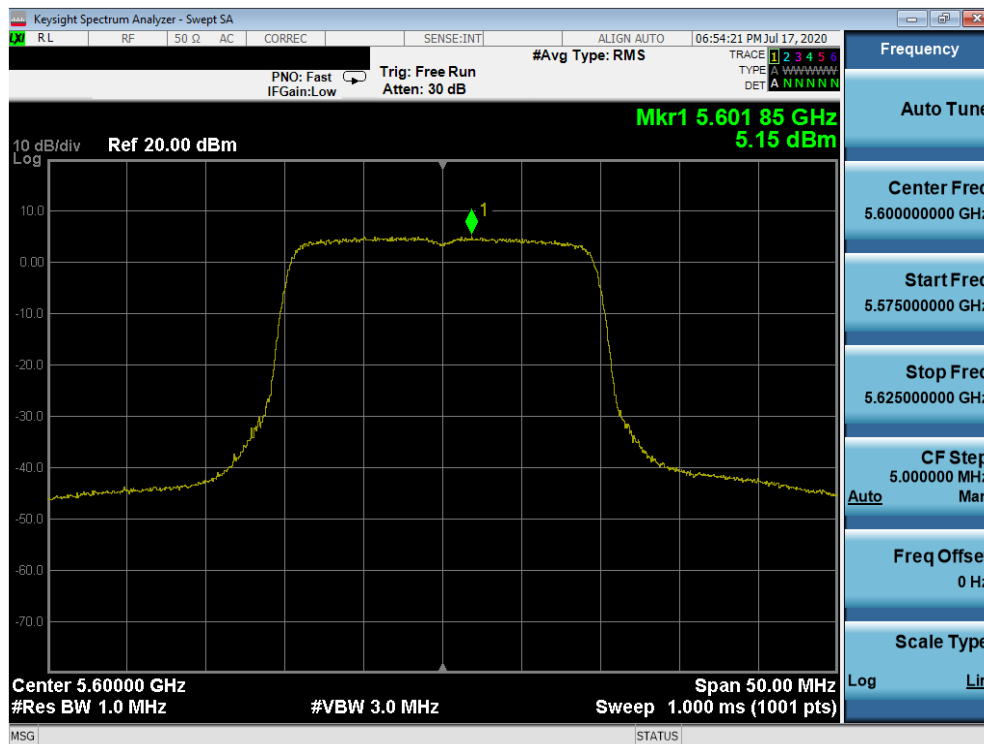 Keysight Spectrum Analyzer - Swept SA
LXI RL RF 50 Ω AC CORREC SENSE:INT ALIGN AUTO 06:54:21 PM Jul 17, 2020
#Avg Type: RMS
TRACE 1 2 3 4 5 6
PNO: Fast Trig: Free Run
TYPE A WWWWW
IFGain:Low Atten: 30 dB
DET A N N N N N
Mkr1 5.601 85 GHz
5.15 dBm
10 dB/div Ref 20.00 dBm
Log
1
10.0
0.00
-10.0
-20.0
-30.0
-40.0
-50.0
-60.0
-70.0
Center 5.60000 GHz Span 50.00 MHz
#Res BW 1.0 MHz #VBW 3.0 MHz Sweep 1.000 ms (1001 pts)
MSG STATUS
Frequency
Auto Tune
Center Freq
5.600000000 GHz
Start Freq
5.575000000 GHz
Stop Freq
5.625000000 GHz
CF Step
5.000000 MHz
Auto Man
Freq Offset
0 Hz
Scale Type
Log Lin